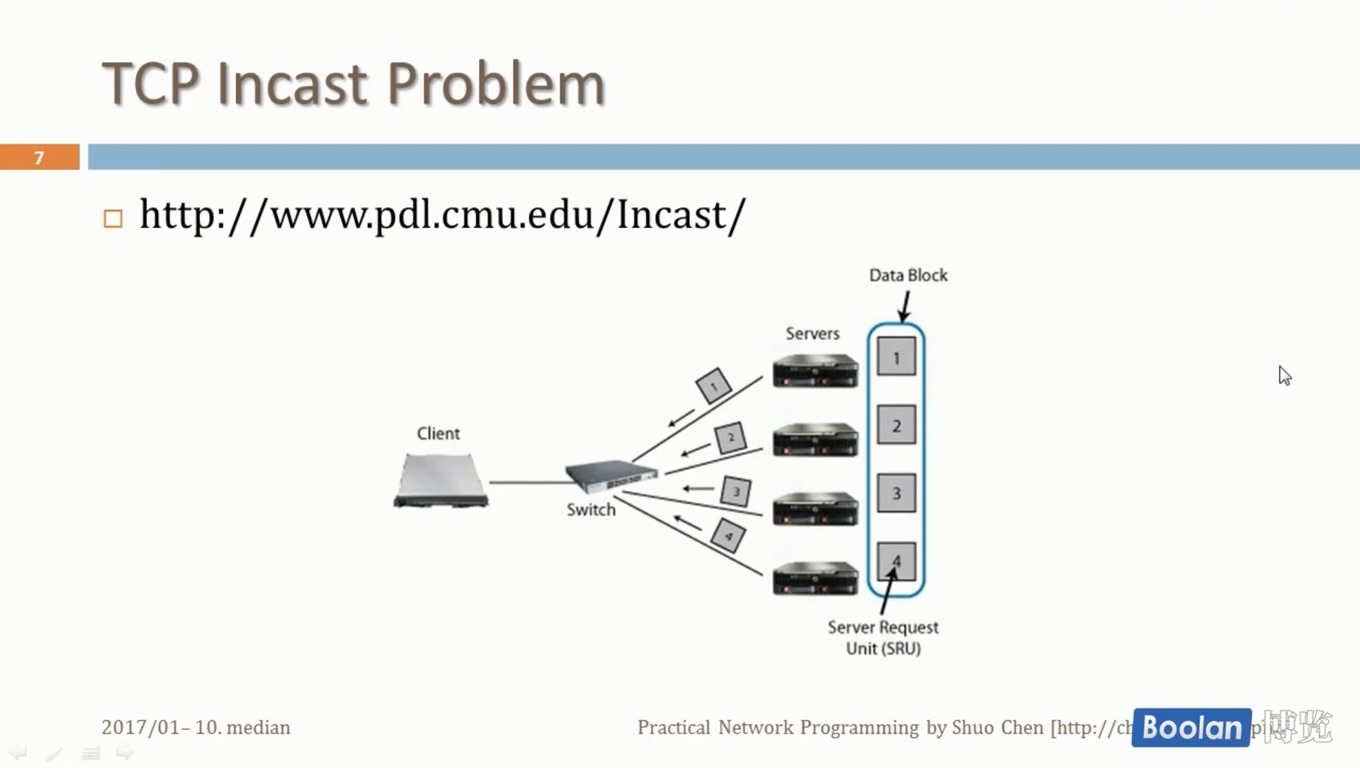 TCP Incast Problem
7
http://www.pdl.cmu.edu/Incast/
Data Block
Servers
1
1
2
2
Client
3
3
Switch
4
4
Server Request
Unit (SRU)
2017/01– 10. median
Practical Network Programming by Shuo Chen [http://ch
Boolan 博览